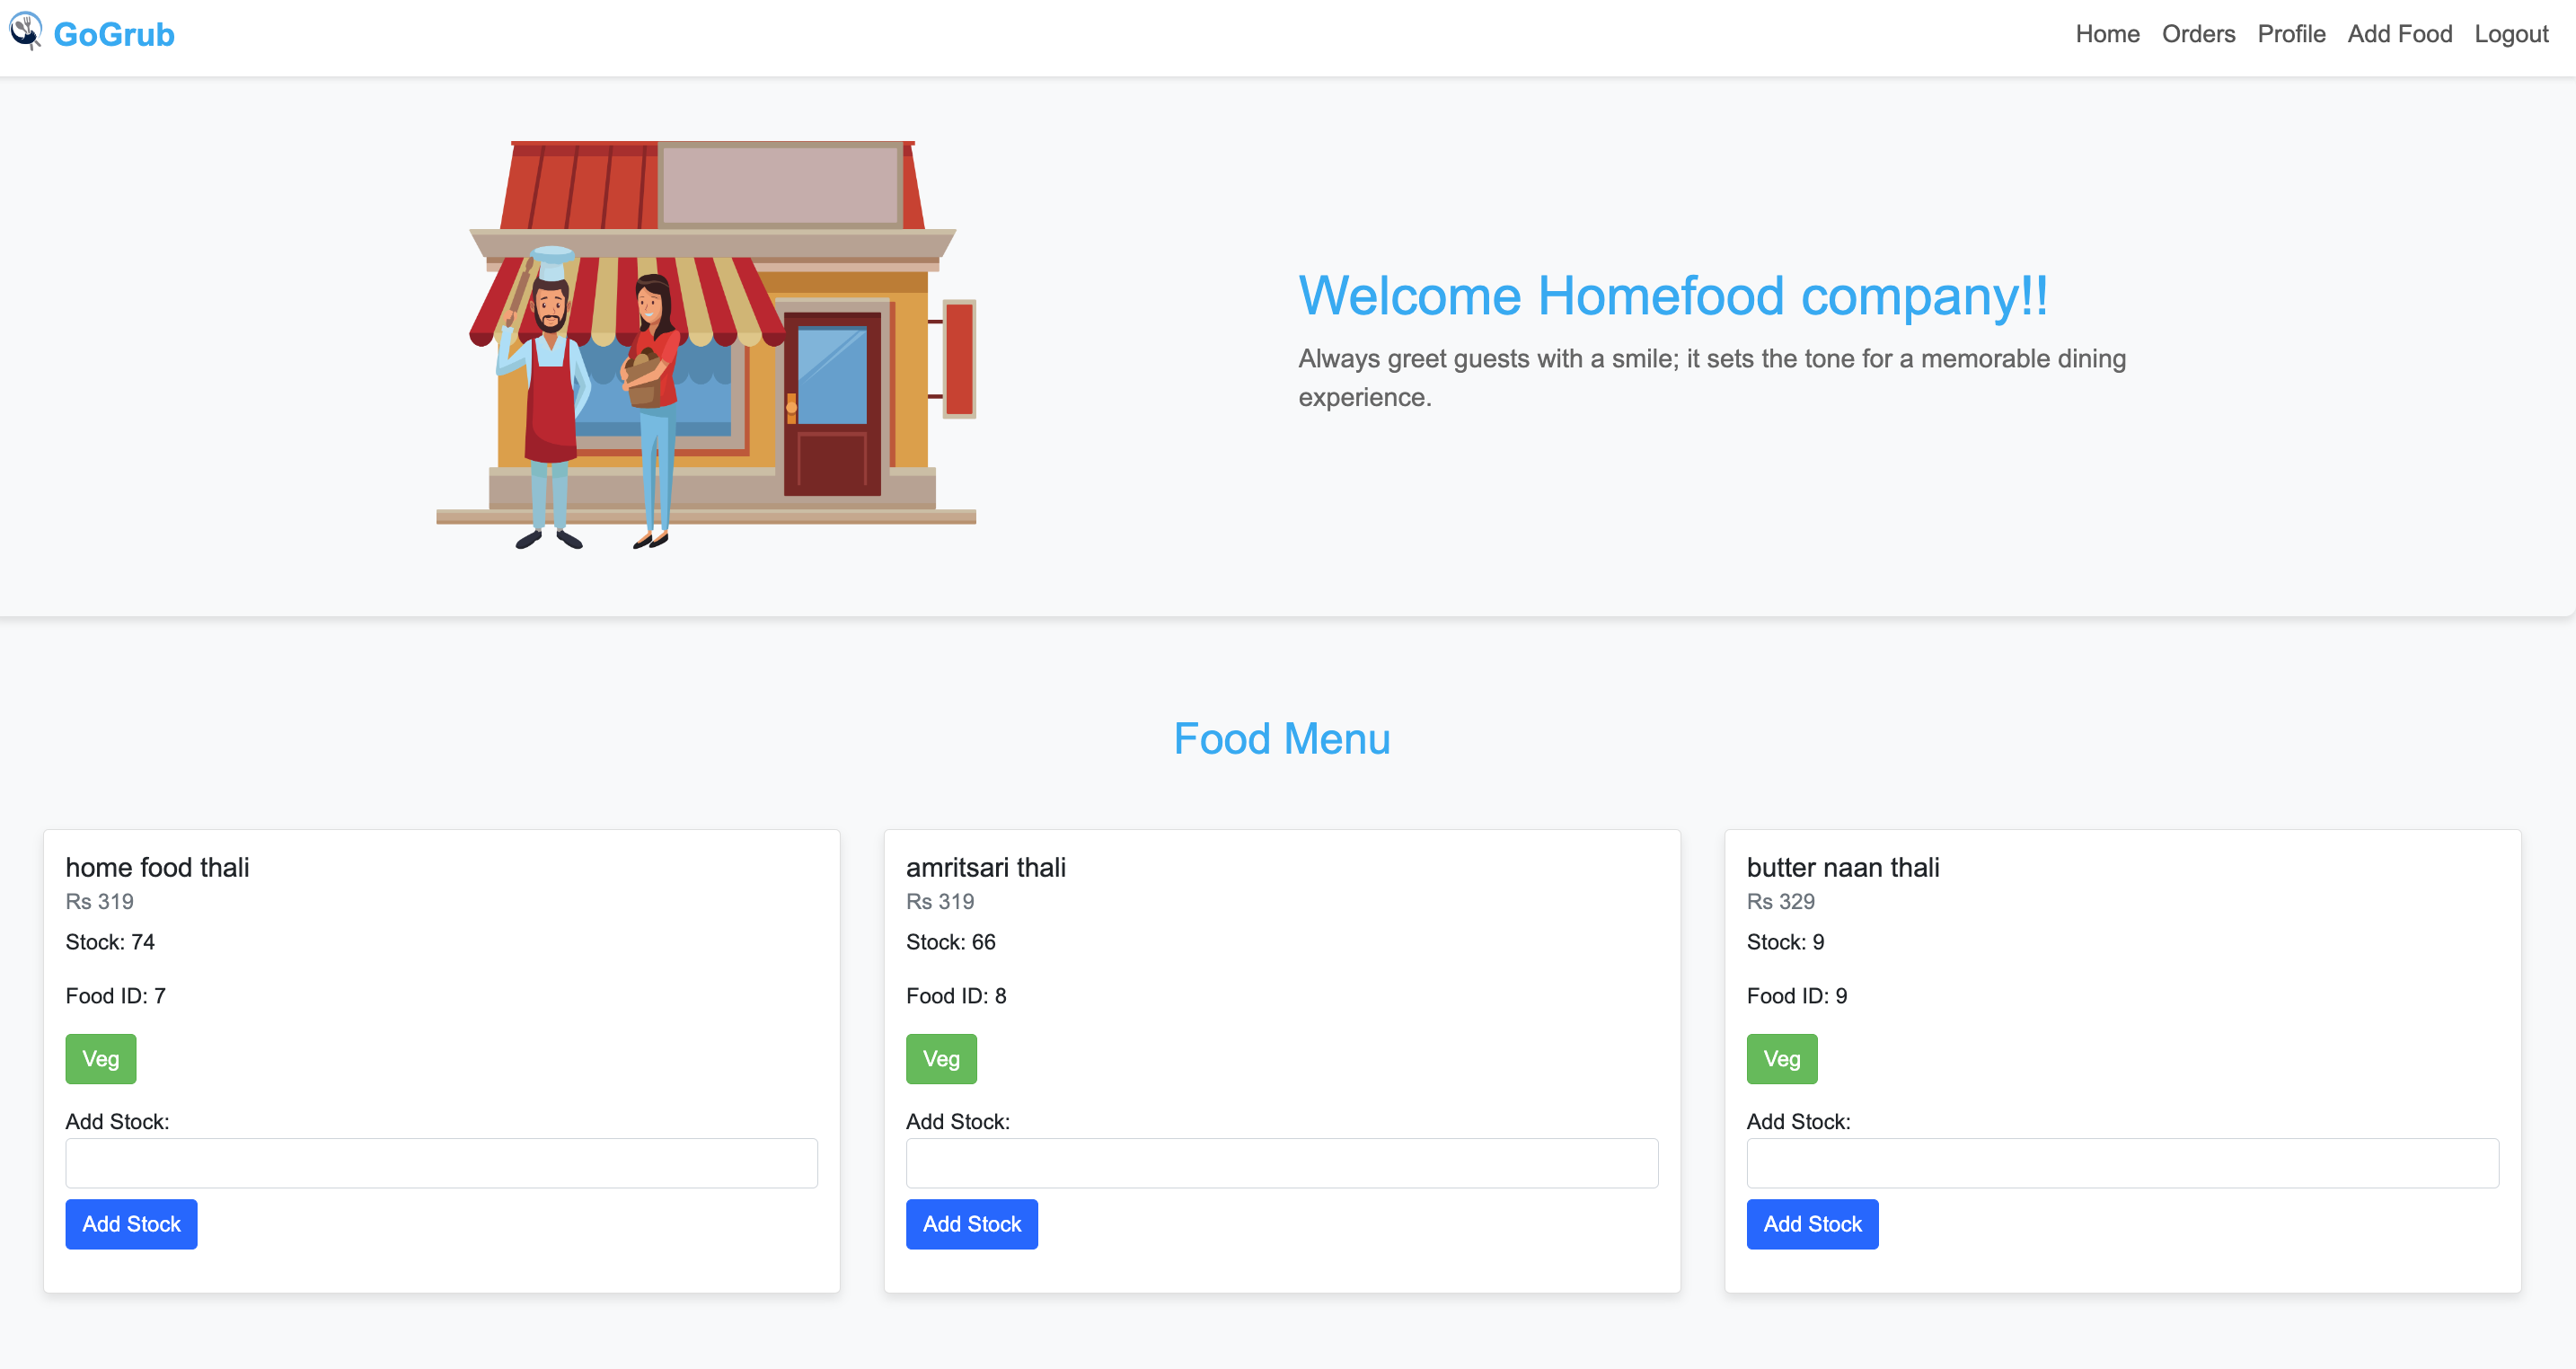 GoGrub
Home Orders Profile Add Food Logout
Welcome Homefood company!!
Always greet guests with a smile; it sets the tone for a memorable dining
experience.
Food Menu
home food thali
Rs 319
Stock: 74
Food ID: 7
Veg
Add Stock:
Add Stock
amritsari thali
Rs 319
Stock: 66
Food ID: 8
Veg
Add Stock:
Add Stock
butter naan thali
Rs 329
Stock: 9
Food ID: 9
Veg
Add Stock:
Add Stock